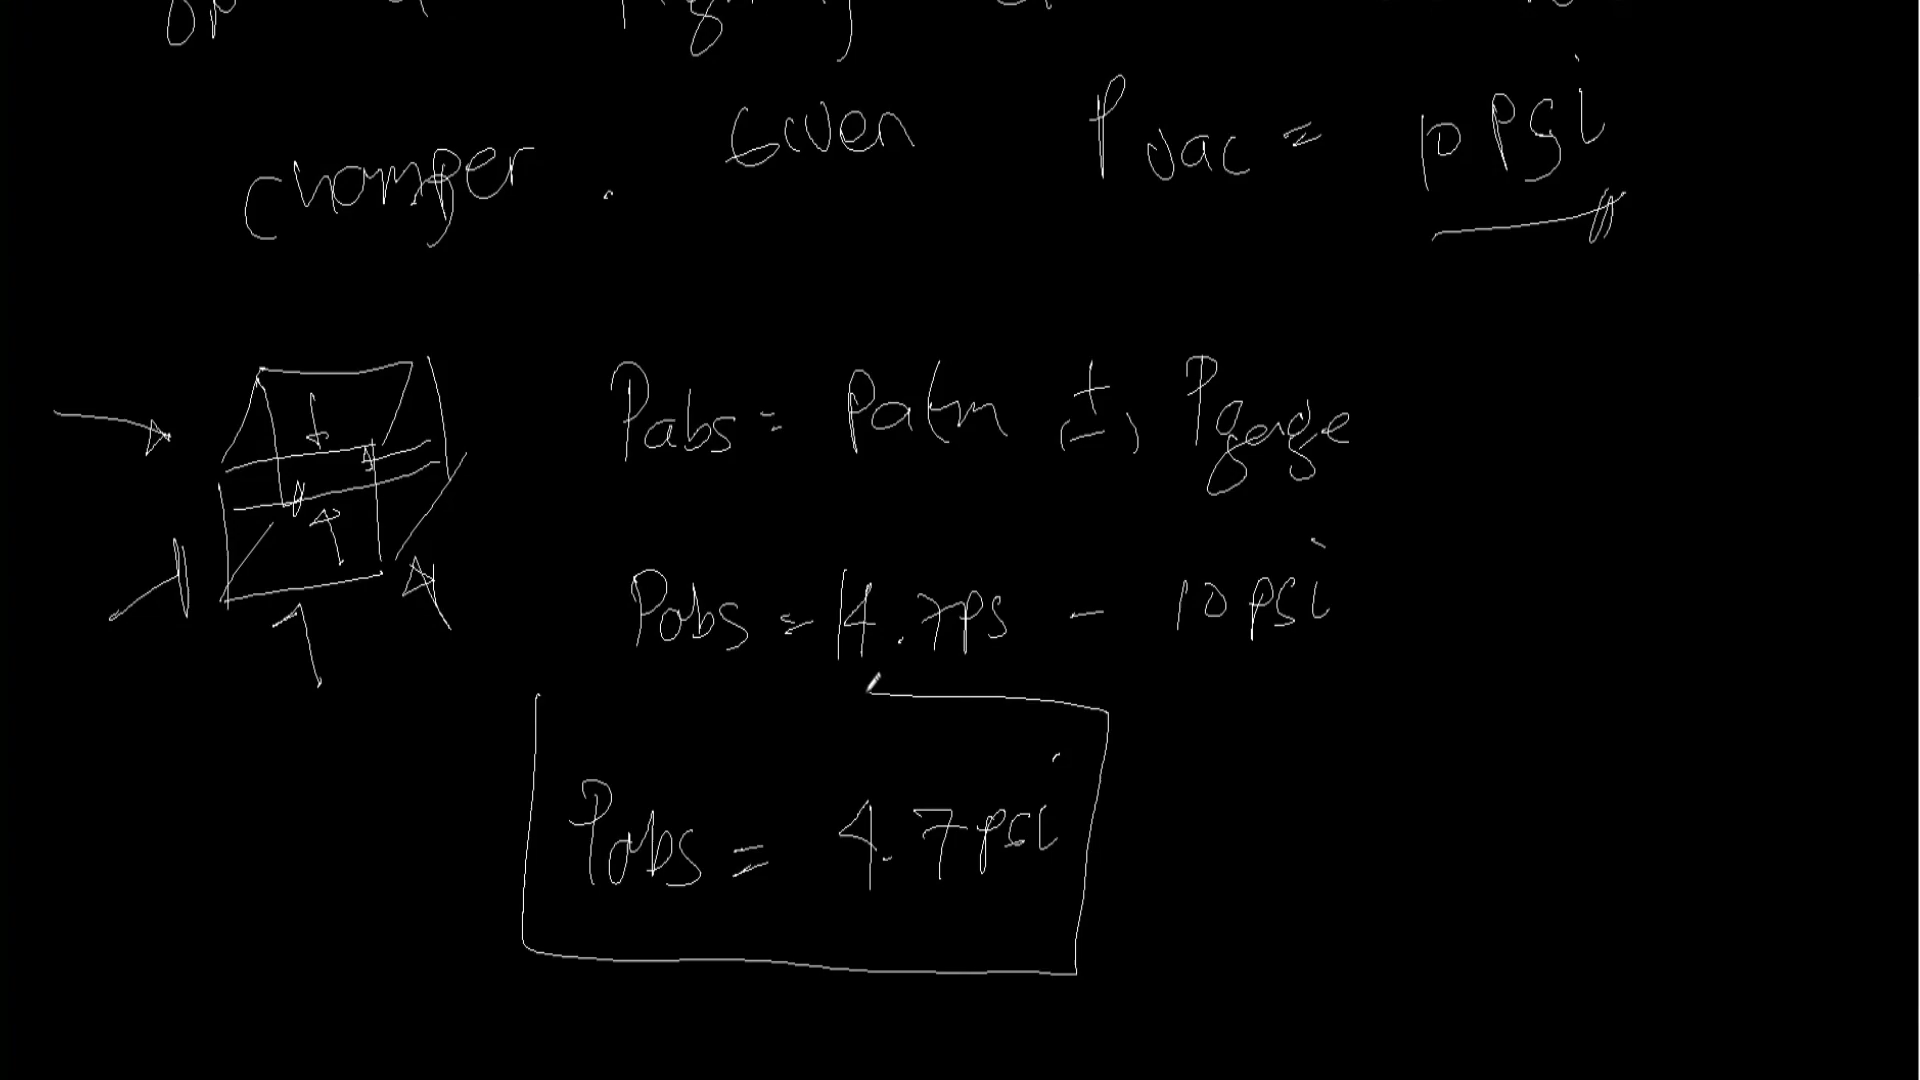 chamber. Given Pvac = 10 psi
Pabs = Patm ± (-), Pgage
Pabs = 14.7ps - 10 psi
Pabs = 4.7 psi